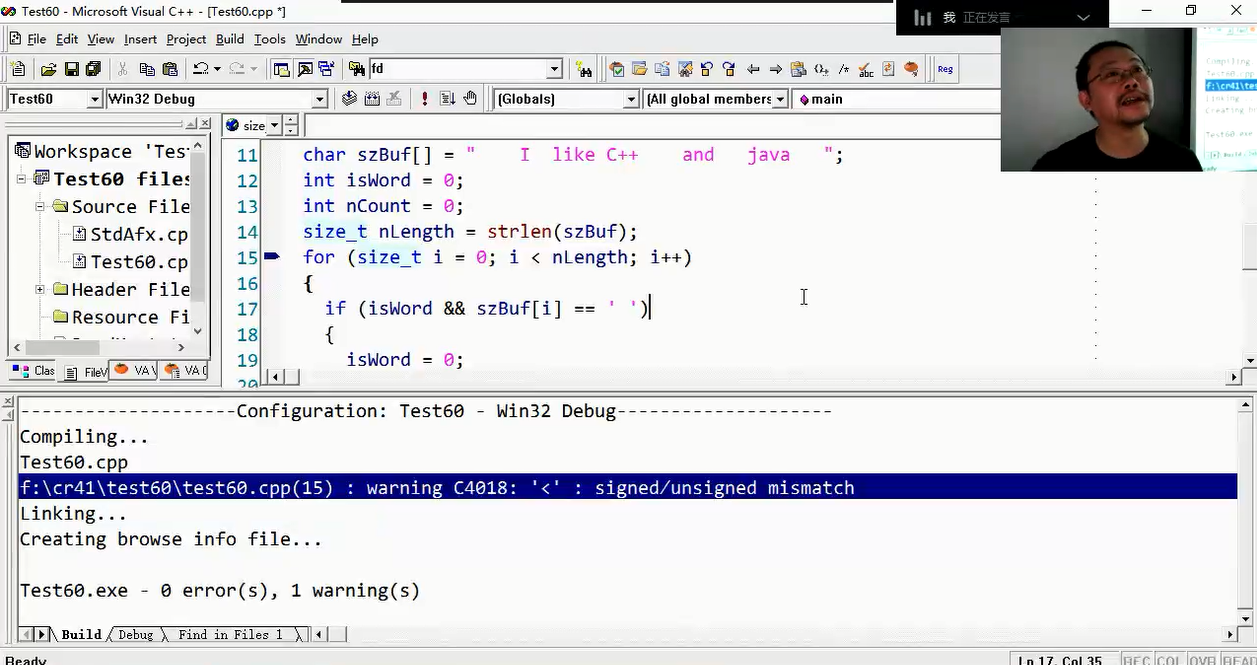 Test60 - Microsoft Visual C++ - [Test60.cpp *]
我 正在发言
File Edit View Insert Project Build Tools Window Help
fd
Reg
Test60 Win32 Debug (Globals) (All global members main
size
Workspace 'Tes
Test60 files
Source File
StdAfx.cp
Test60.cp
Header File
Resource F
Clas FileV VA V VA O
11 char szBuf[] = " I like C++ and java ";
12 int isWord = 0;
13 int nCount = 0;
14 size_t nLength = strlen(szBuf);
15 for (size_t i = 0; i < nLength; i++)
16 {
17 if (isWord && szBuf[i] == ' ')
18 {
19 isWord = 0;
20
--------------------Configuration: Test60 - Win32 Debug--------------------
Compiling...
Test60.cpp
f:\cr41\test60\test60.cpp(15) : warning C4018: '<' : signed/unsigned mismatch
Linking...
Creating browse info file...
Test60.exe - 0 error(s), 1 warning(s)
Build Debug Find in Files 1
Ready Ln 17, Col 35 REC COL OVR READ